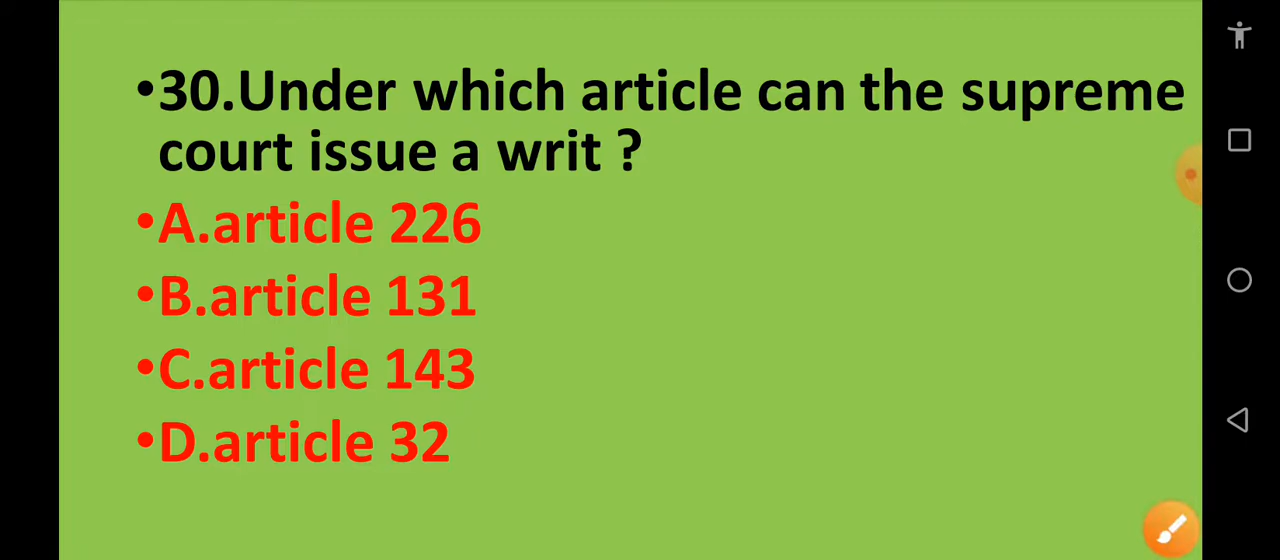 •30.Under which article can the supreme
court issue a writ ?
•A.article 226
•B.article 131
•C.article 143
•D.article 32